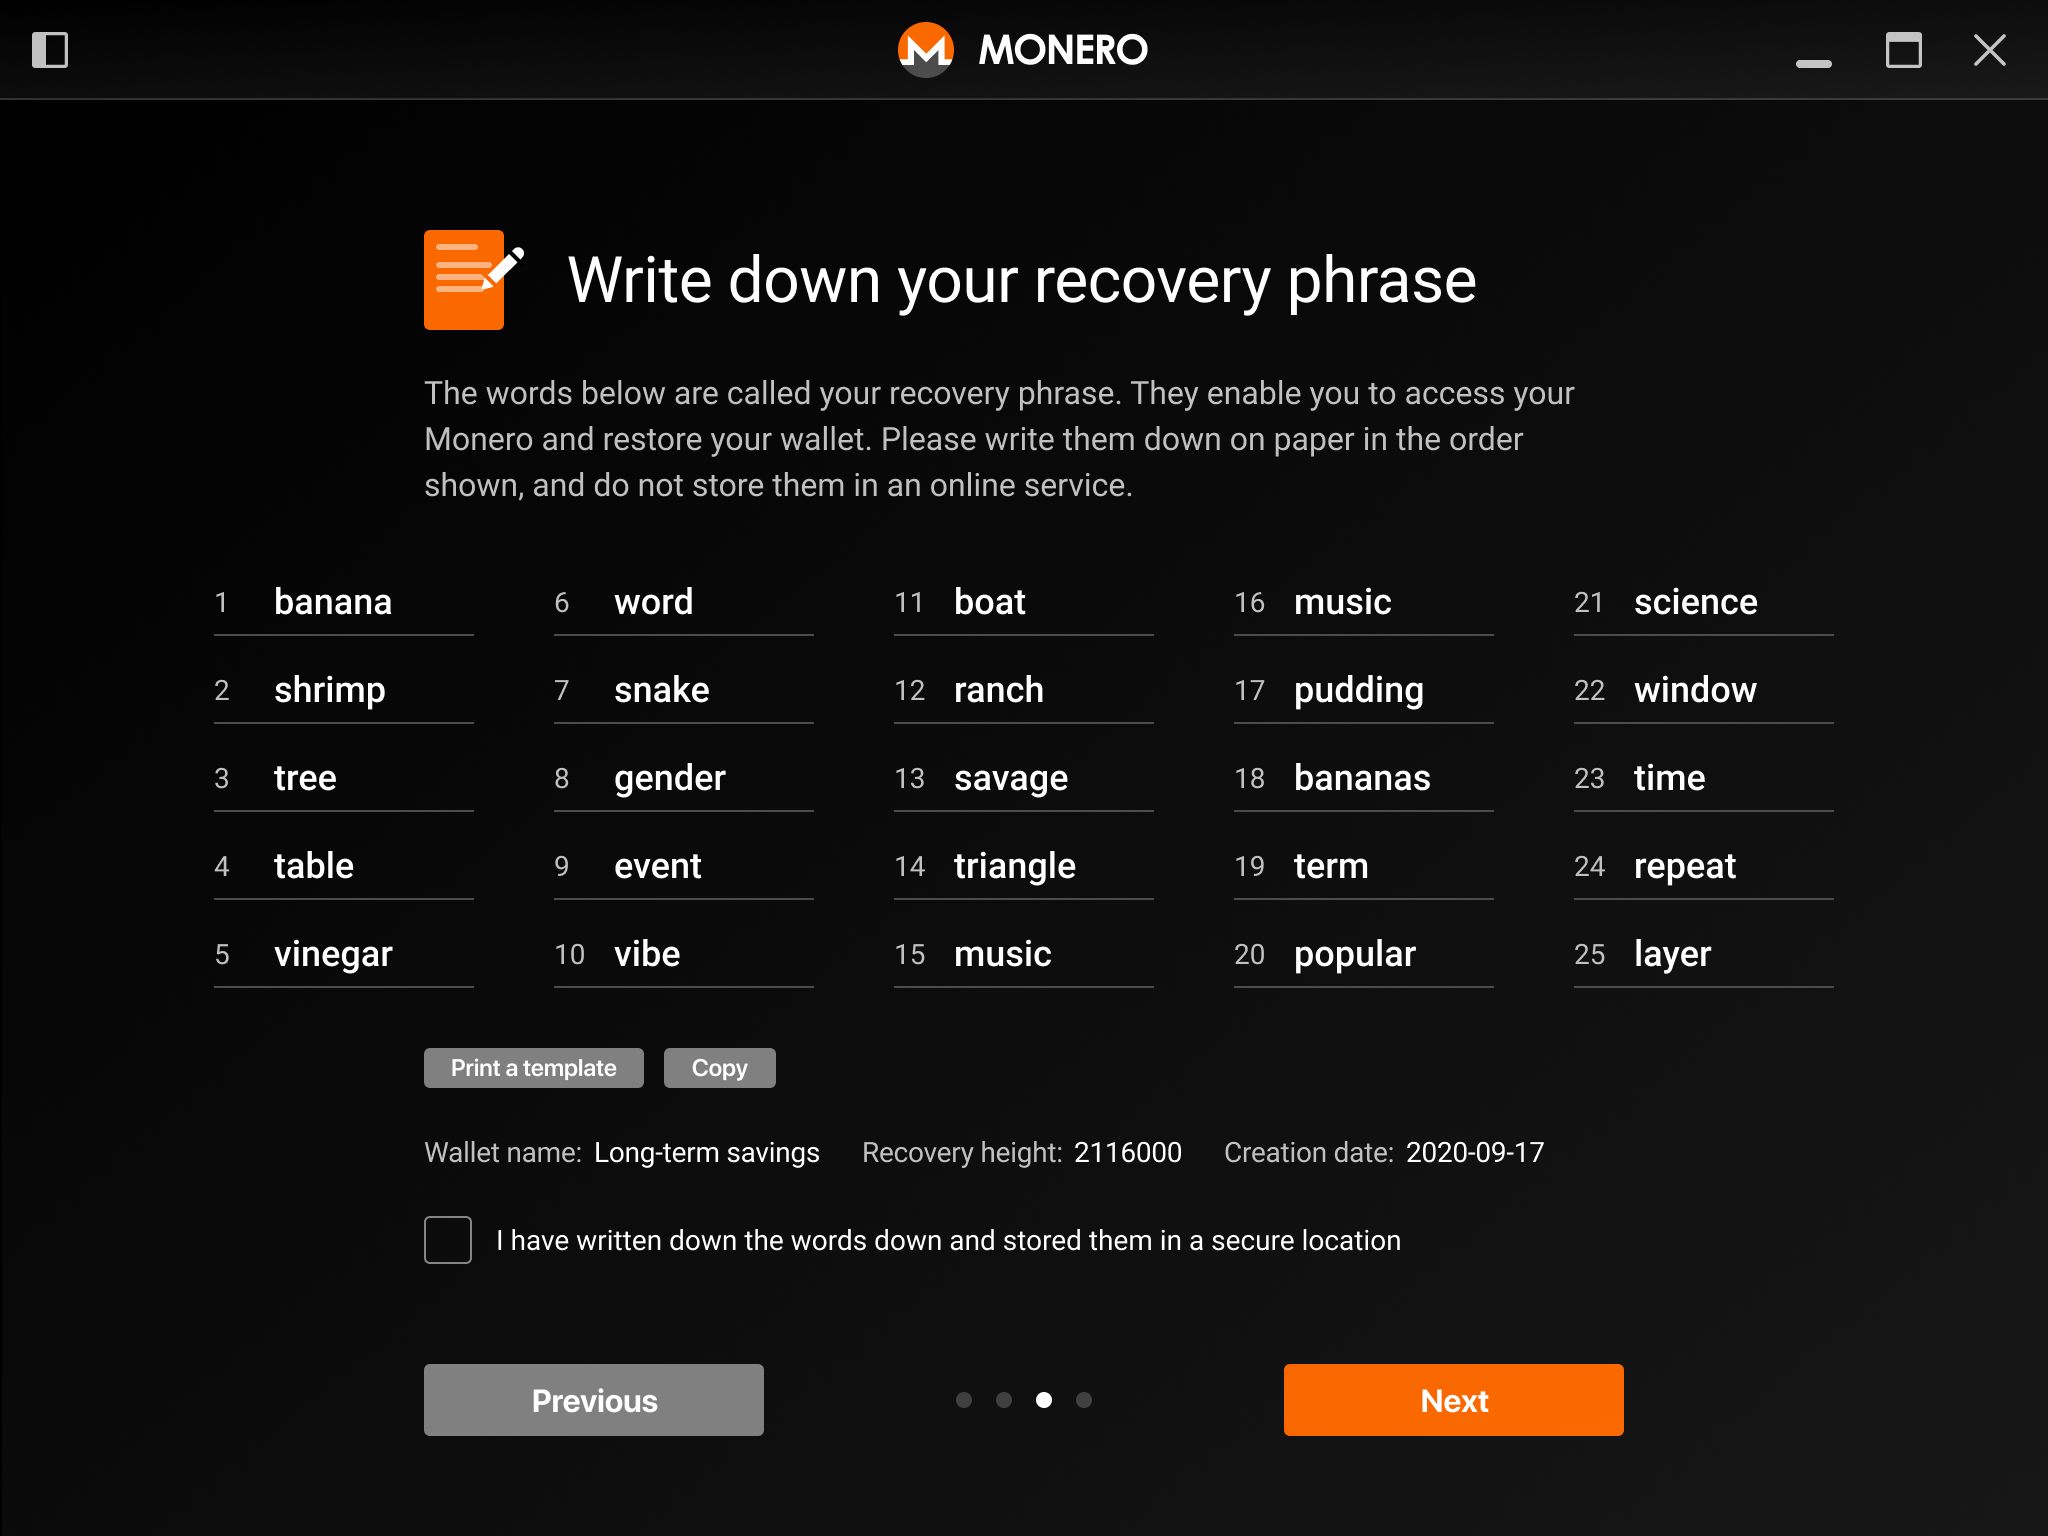 MONERO
Write down your recovery phrase
The words below are called your recovery phrase. They enable you to access your
Monero and restore your wallet. Please write them down on paper in the order
shown, and do not store them in an online service.
1 banana
2 shrimp
3 tree
4 table
5 vinegar
6 word
7 snake
8 gender
9 event
10 vibe
11 boat
12 ranch
13 savage
14 triangle
15 music
16 music
17 pudding
18 bananas
19 term
20 popular
21 science
22 window
23 time
24 repeat
25 layer
Print a template Copy
Wallet name: Long-term savings Recovery height: 2116000 Creation date: 2020-09-17
I have written down the words down and stored them in a secure location
Previous Next